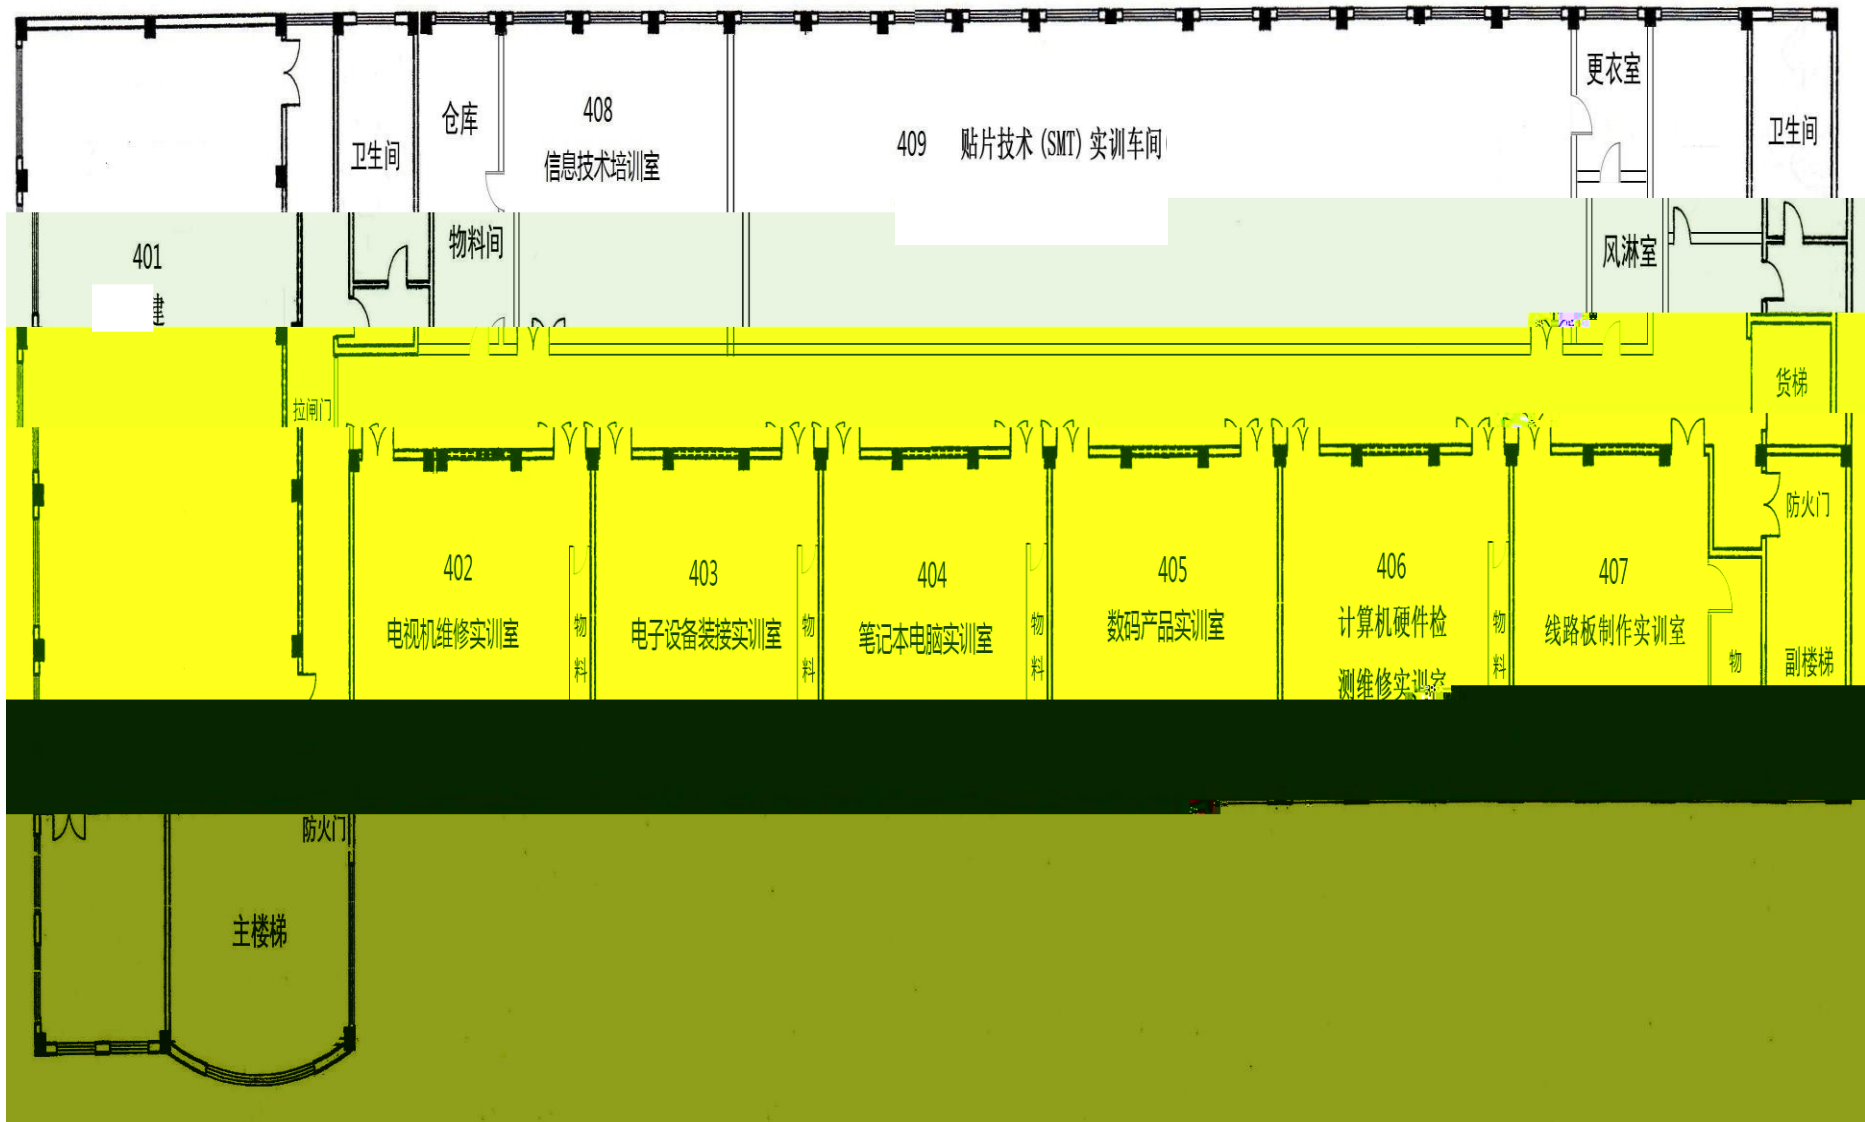 更衣室
408
仓库
卫生间
409 贴片技术(SMT)实训车间
卫生间
信息技术培训室
物料间
风淋室
401
建
货梯
拉闸门
防火门
402
电视机维修实训室
物
料
403
电子设备装接实训室
物
料
404
笔记本电脑实训室
物
料
405
数码产品实训室
406
计算机硬件检
测维修实训室
物
料
407
线路板制作实训室
物
副楼梯
防火门
主楼梯